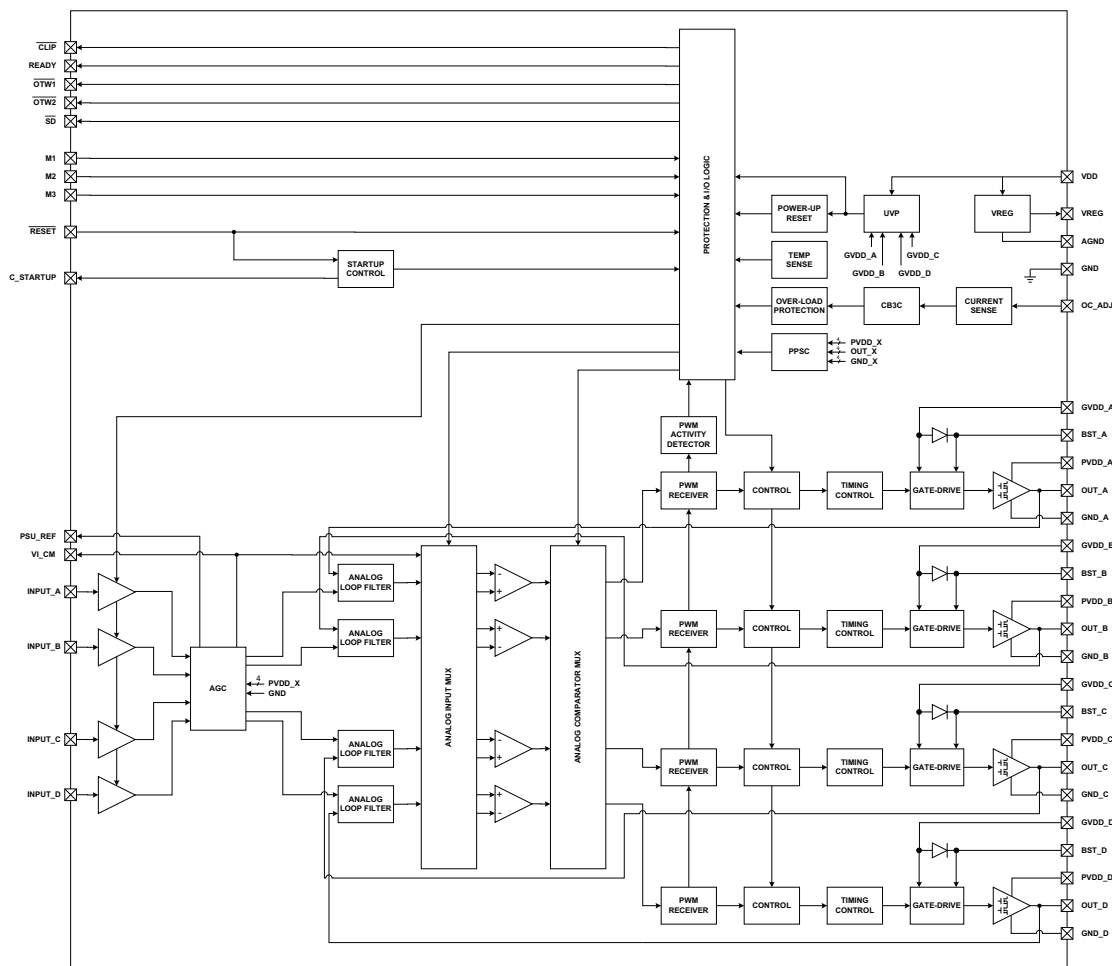 CLIP
READY
OTW1
OTW2
SD
M1
M2
M3
RESET
C_STARTUP
STARTUP
CONTROL
PROTECTION & I/O LOGIC
POWER-UP
RESET
UVP
VREG
GVDD_A
GVDD_B
GVDD_D
GVDD_C
TEMP
SENSE
OVER-LOAD
PROTECTION
CB3C
CURRENT
SENSE
PPSC
4
PVDD_X
4
OUT_X
4
GND_X
VDD
VREG
AGND
GND
OC_ADJ
PWM
ACTIVITY
DETECTOR
PWM
RECEIVER
CONTROL
TIMING
CONTROL
GATE-DRIVE
GVDD_A
BST_A
PVDD_A
OUT_A
GND_A
PSU_REF
VI_CM
INPUT_A
INPUT_B
INPUT_C
INPUT_D
AGC
4
PVDD_X
GND
ANALOG
LOOP FILTER
ANALOG
LOOP FILTER
ANALOG
LOOP FILTER
ANALOG
LOOP FILTER
ANALOG INPUT MUX
-
+
+
-
-
+
+
-
ANALOG COMPARATOR MUX
PWM
RECEIVER
CONTROL
TIMING
CONTROL
GATE-DRIVE
GVDD_B
BST_B
PVDD_B
OUT_B
GND_B
PWM
RECEIVER
CONTROL
TIMING
CONTROL
GATE-DRIVE
GVDD_C
BST_C
PVDD_C
OUT_C
GND_C
PWM
RECEIVER
CONTROL
TIMING
CONTROL
GATE-DRIVE
GVDD_D
BST_D
PVDD_D
OUT_D
GND_D